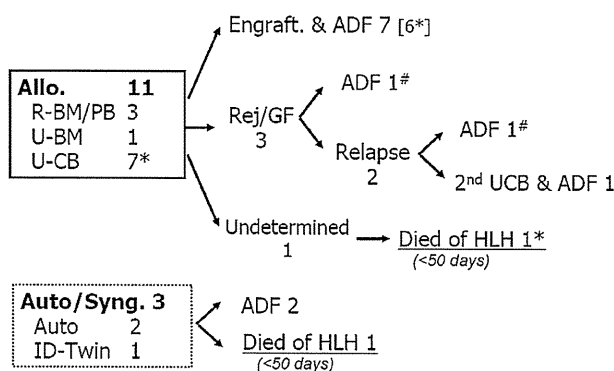 Engraft. & ADF 7 [6*]
Allo. 11
R-BM/PB 3
U-BM 1
U-CB 7*
Rej/GF
3
ADF 1#
Relapse
2
ADF 1#
2nd UCB & ADF 1
Undetermined
1
Died of HLH 1*
(<50 days)
Auto/Syng. 3
Auto 2
ID-Twin 1
ADF 2
Died of HLH 1
(<50 days)